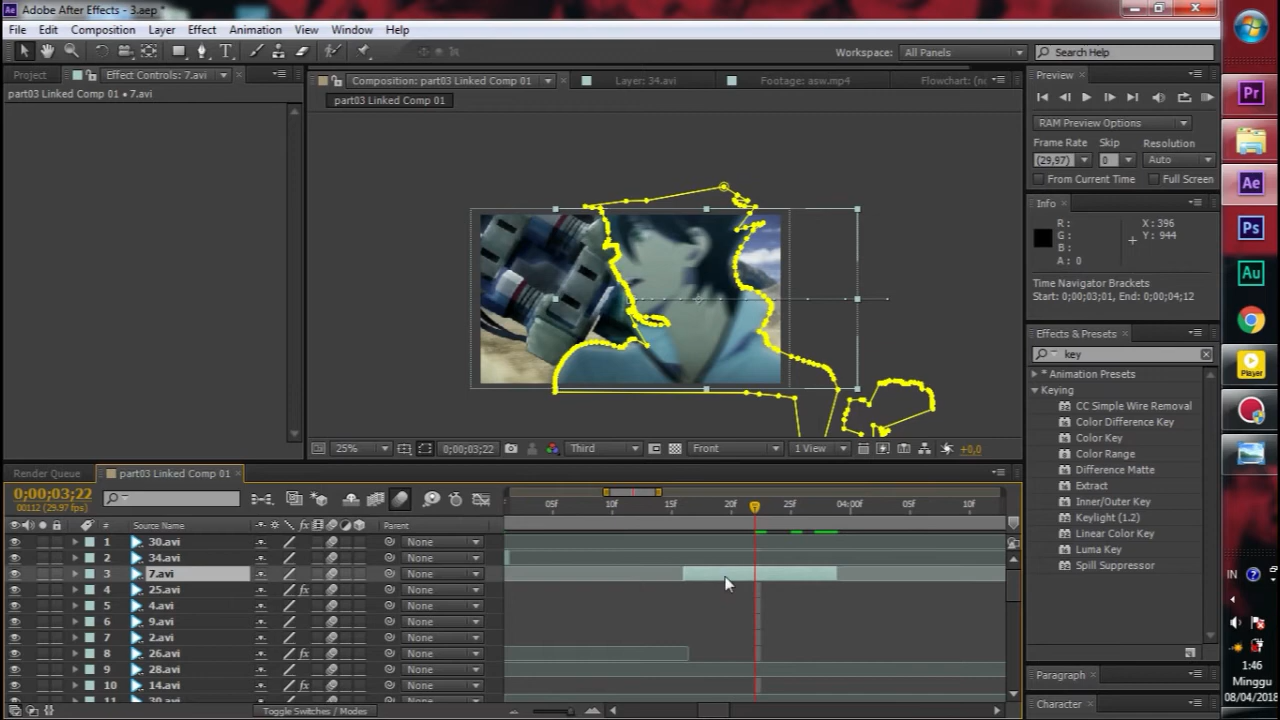 Adobe After Effects - 3.aep *
File Edit Composition Layer Effect Animation View Window Help
Workspace: All Panels Search Help
Project Effect Controls: 7.avi Composition: part03 Linked Comp 01 Layer: 34.avi Footage: asw.mp4 Flowchart: (n Preview
part03 Linked Comp 01 • 7.avi
part03 Linked Comp 01
RAM Preview Options
Frame Rate Skip Resolution
(29,97) 0 Auto
From Current Time Full Screen
Info
R: X: 396
G: Y: 944
B:
A: 0
Time Navigator Brackets
Start: 0;00;03;01, End: 0;00;04;12
Effects & Presets
key
* Animation Presets
Keying
CC Simple Wire Removal
Color Difference Key
Color Key
Color Range
Difference Matte
Extract
Inner/Outer Key
Keylight (1.2)
Linear Color Key
Luma Key
Spill Suppressor
Paragraph
Character
25% 0;00;03;22 Third Front 1 View +0,0
Render Queue part03 Linked Comp 01
0;00;03;22
00112 (29.97 fps)
05f 10f 15f 20f 25f 04:00f 05f 10f
# Source Name Parent
1 30.avi None
2 34.avi None
3 7.avi None
4 25.avi None
5 4.avi None
6 9.avi None
7 2.avi None
8 26.avi None
9 28.avi None
10 14.avi None
11 30.avi None
Toggle Switches / Modes
Pr
Ae
Ps
Au
Player
IN
1:46
Minggu
08/04/2018